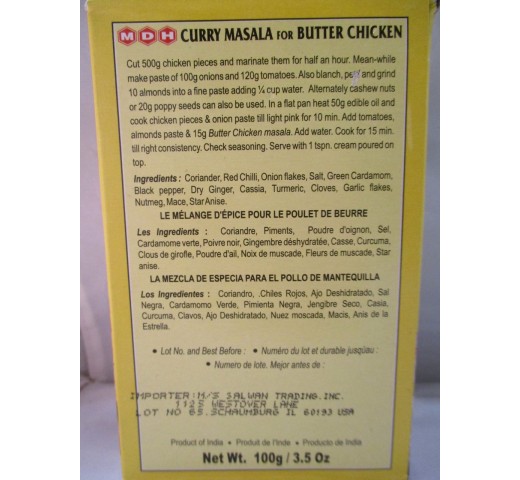 MDH CURRY MASALA FOR BUTTER CHICKEN
Cut 500g chicken pieces and marinate them for half an hour. Mean-while
make paste of 100g onions and 120g tomatoes. Also blanch, and grind
10 almonds into a fine paste adding ¼ cup water. Alternately cashew nuts
or 20g poppy seeds can also be used. In a flat pan heat 50g edible oil and
cook chicken pieces & onion paste till light pink for 10 min. Add tomatoes,
almonds paste & 15g Butter Chicken masala. Add water. Cook for 15 min.
till right consistency. Check seasoning. Serve with 1 tspn. cream poured on
top.
Ingredients : Coriander, Red Chilli, Onion flakes, Salt, Green Cardamom,
Black pepper, Dry Ginger, Cassia, Turmeric, Cloves, Garlic flakes,
Nutmeg, Mace, Star Anise.
LE MÉLANGE D'ÉPICE POUR LE POULET DE BEURRE
Les Ingredients : Coriandre, Piments, Poudre d'oignon, Sel,
Cardamome verte, Poivre noir, Gingembre déshydratée, Casse, Curcuma,
Clous de girofle, Poudre d'ail, Noix de muscade, Fleurs de muscade, Star
anise.
LA MEZCLA DE ESPECIA PARA EL POLLO DE MANTEQUILLA
Los Ingredientes : Coriandro, .Chiles Rojos, Ajo Deshidratado, Sal
Negra, Cardamomo Verde, Pimienta Negra, Jengibre Seco, Casia,
Curcuma, Clavos, Ajo Deshidratado, Nuez moscada, Macis, Anis de la
Estrella.
• Lot No. and Best Before : • Numéro du lot et durable jusqüau :
• Numero de lote. Mejor antes de :
IMPORTER:M/S SALWAN TRADING.INC.
1125 WESTOVER LANE
LOT NO 65.SCHAUMBURG IL 60193 USA
Product of India • Produit de l'Inde • Producto de India
Net Wt. 100g / 3.5 Oz